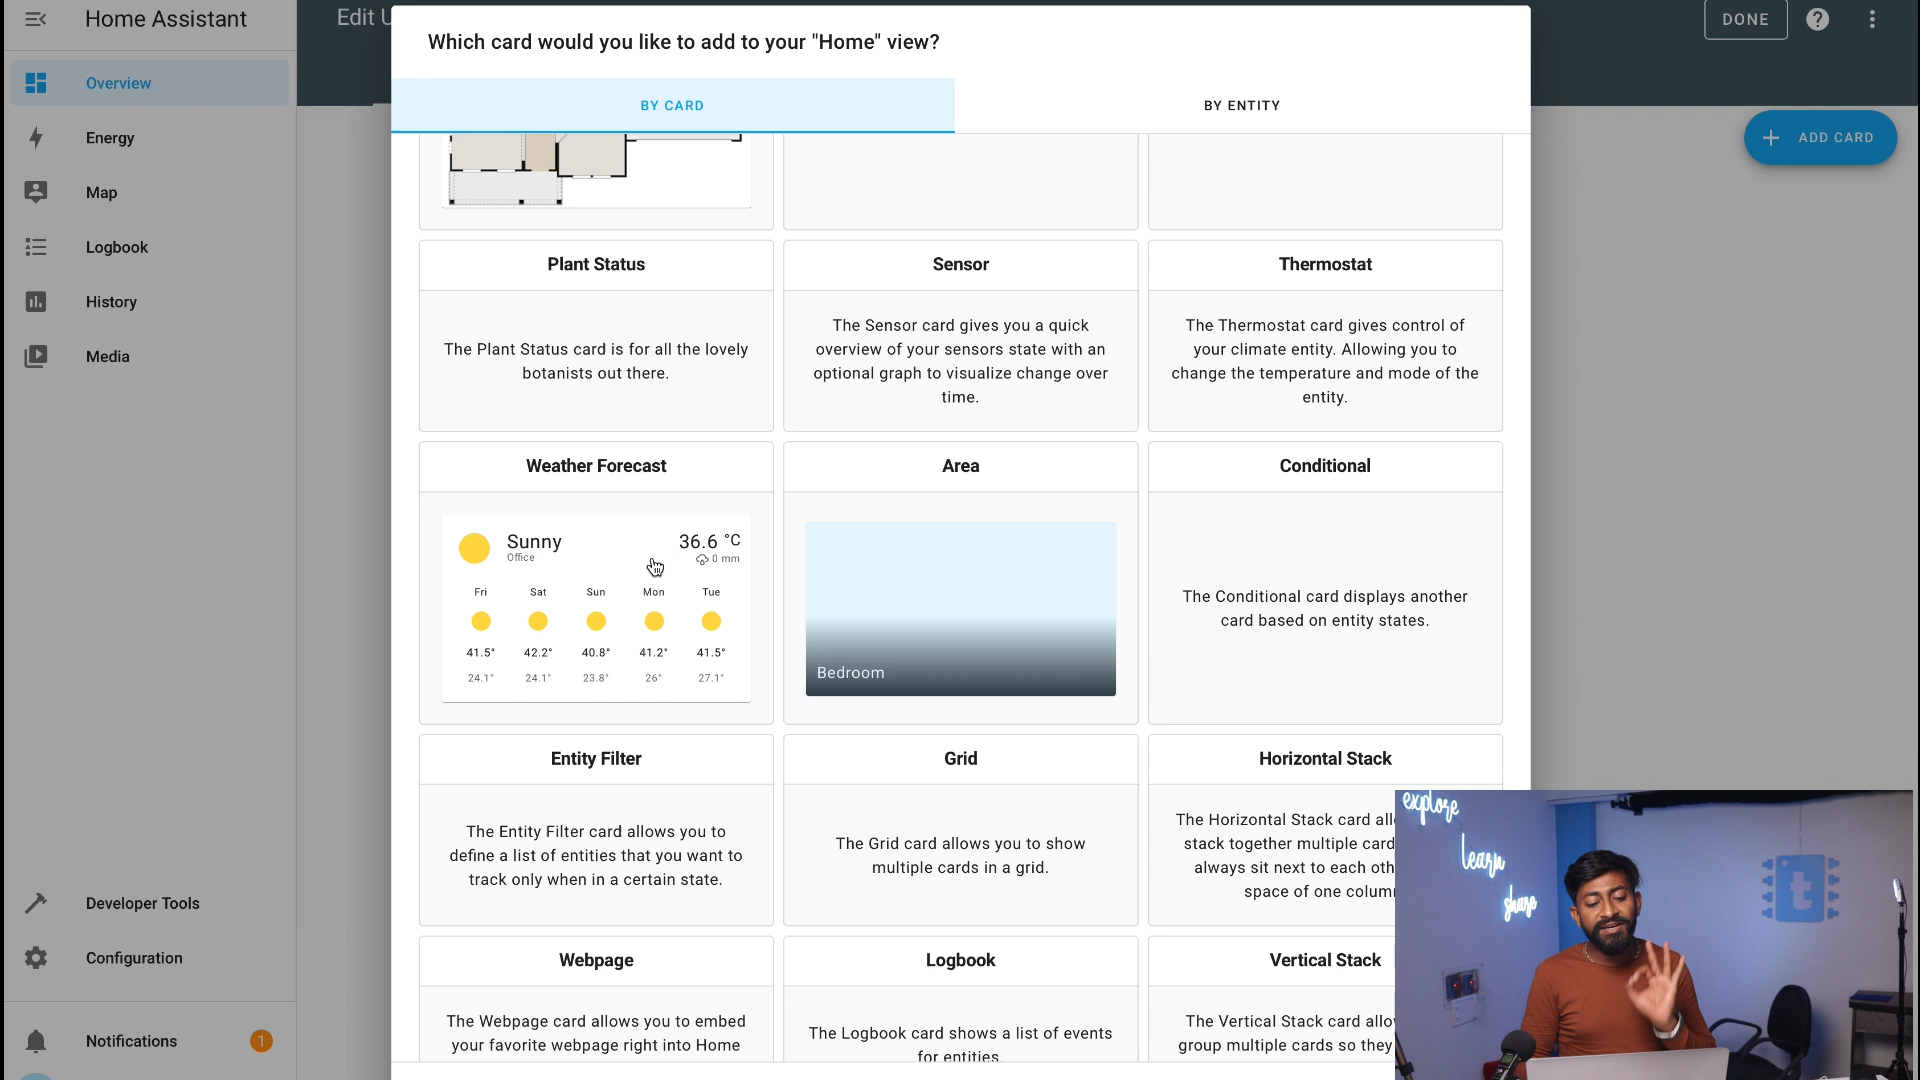 Home Assistant
Edit U
DONE
Overview
Energy
Map
Logbook
History
Media
Developer Tools
Configuration
Notifications
1
Which card would you like to add to your "Home" view?
BY CARD
BY ENTITY
ADD CARD
Plant Status
The Plant Status card is for all the lovely
botanists out there.
Sensor
The Sensor card gives you a quick
overview of your sensors state with an
optional graph to visualize change over
time.
Thermostat
The Thermostat card gives control of
your climate entity. Allowing you to
change the temperature and mode of the
entity.
Weather Forecast
Sunny
Office
36.6 °C
0 mm
Fri Sat Sun Mon Tue
41.5° 42.2° 40.8° 41.2° 41.5°
24.1° 24.1° 23.8° 26° 27.1°
Area
Bedroom
Conditional
The Conditional card displays another
card based on entity states.
Entity Filter
The Entity Filter card allows you to
define a list of entities that you want to
track only when in a certain state.
Grid
The Grid card allows you to show
multiple cards in a grid.
Horizontal Stack
The Horizontal Stack card all
stack together multiple card
always sit next to each oth
space of one colum
Webpage
The Webpage card allows you to embed
your favorite webpage right into Home
Logbook
The Logbook card shows a list of events
for entities.
Vertical Stack
The Vertical Stack card allo
group multiple cards so they
explore
learn
share
t